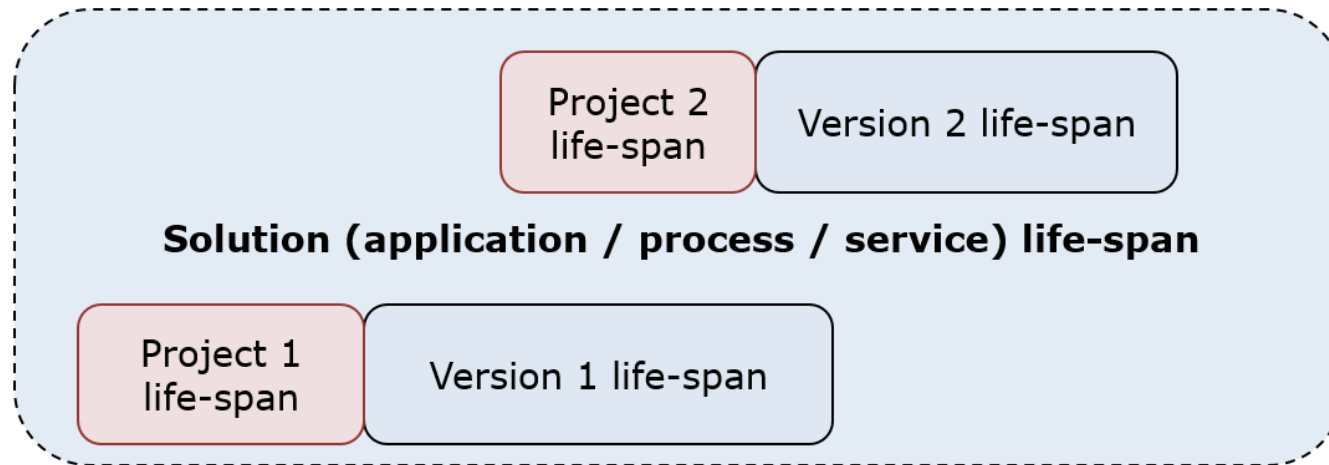 Project 2
life-span
Version 2 life-span
Solution (application / process / service) life-span
Project 1
life-span
Version 1 life-span